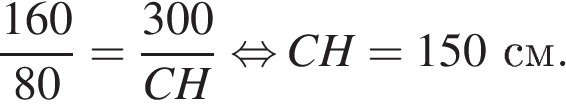 160/80 = 300/CH ⇔ CH = 150 см.